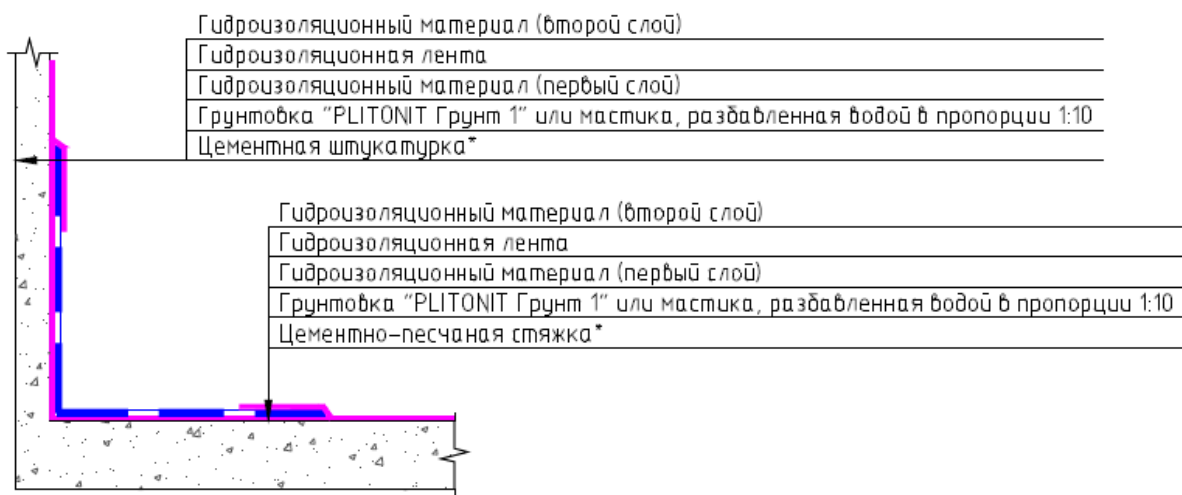 Гидроизоляционный материал (второй слой)
Гидроизоляционная лента
Гидроизоляционный материал (первый слой)
Грунтовка "PLITONIT Грунт 1" или мастика, разбавленная водой в пропорции 1:10
Цементная штукатурка*
Гидроизоляционный материал (второй слой)
Гидроизоляционная лента
Гидроизоляционный материал (первый слой)
Грунтовка "PLITONIT Грунт 1" или мастика, разбавленная водой в пропорции 1:10
Цементно-песчаная стяжка*